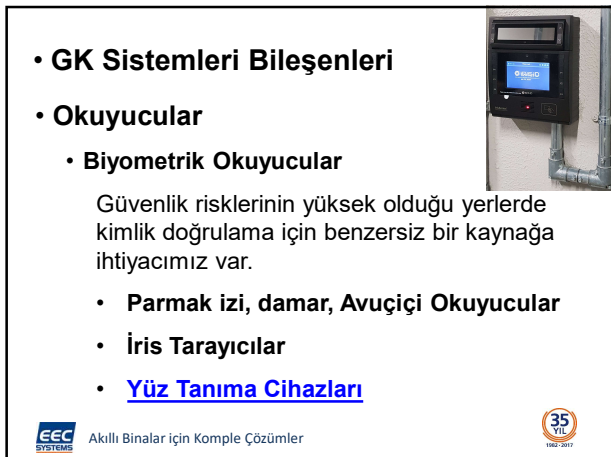 • GK Sistemleri Bileşenleri
• Okuyucular
• Biyometrik Okuyucular
Güvenlik risklerinin yüksek olduğu yerlerde
kimlik doğrulama için benzersiz bir kaynağa
ihtiyacımız var.
• Parmak izi, damar, Avuçiçi Okuyucular
• İris Tarayıcılar
• Yüz Tanıma Cihazları
EEC
SYSTEMS
Akıllı Binalar için Komple Çözümler
35
YIL
1982 - 2017